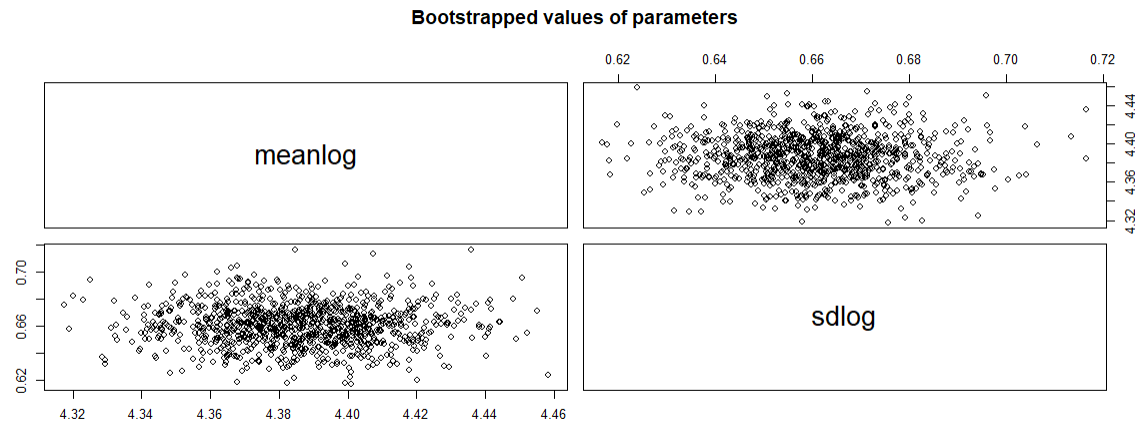 Bootstrapped values of parameters
0.62 0.64 0.66 0.68 0.70 0.72
meanlog
4.32 4.36 4.40 4.44
0.62 0.66 0.70
sdlog
4.32 4.34 4.36 4.38 4.40 4.42 4.44 4.46